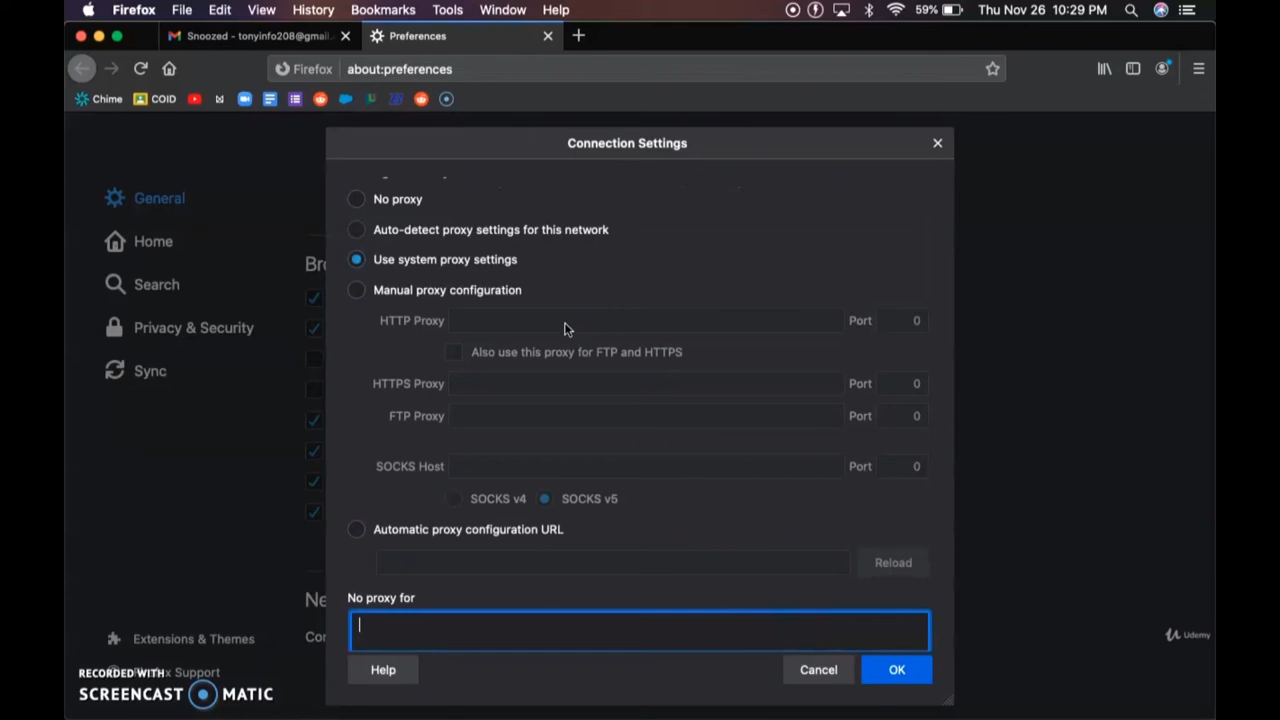 Firefox File Edit View History Bookmarks Tools Window Help 59% Thu Nov 26 10:29 PM
Snoozed - tonyinfo208@gmail. Preferences
Firefox about:preferences
Chime COID
Connection Settings
No proxy
General
Auto-detect proxy settings for this network
Home
Use system proxy settings
Search
Manual proxy configuration
HTTP Proxy Port 0
Privacy & Security
Also use this proxy for FTP and HTTPS
Sync
HTTPS Proxy Port 0
FTP Proxy Port 0
SOCKS Host Port 0
SOCKS v4 SOCKS v5
Automatic proxy configuration URL
Reload
No proxy for
Extensions & Themes
Udemy
Support
Help Cancel OK
RECORDED WITH
SCREENCAST MATIC